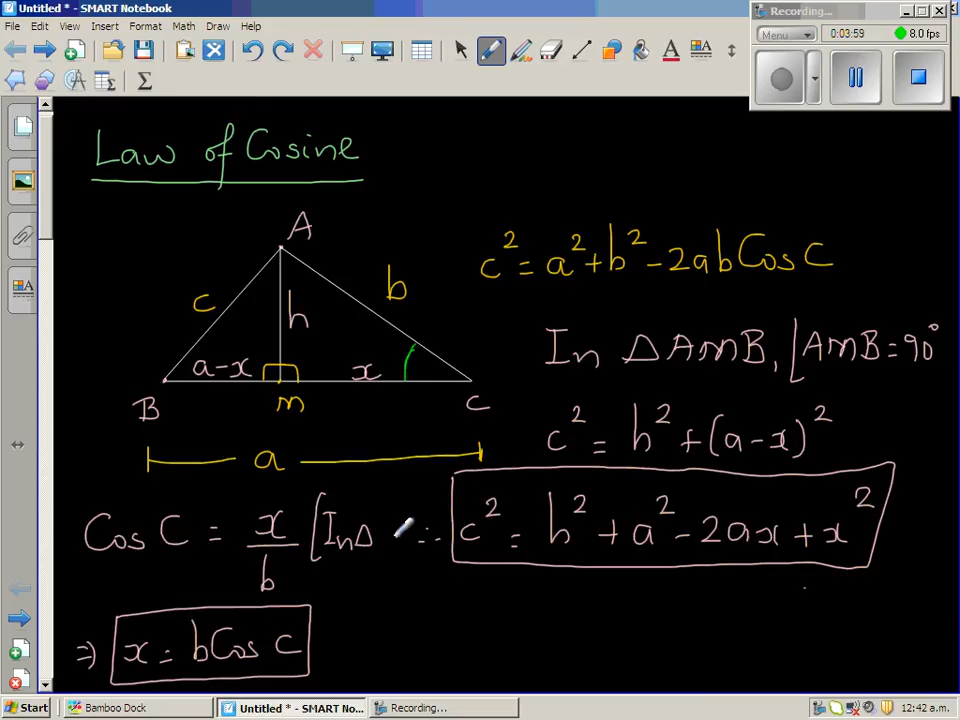 Untitled * - SMART Notebook
File Edit View Insert Format Math Draw Help
Recording...
Menu 0:03:59 8.0 fps
Law of Cosine
A
c² = a² + b² - 2ab Cos C
c
b
h
In Δ AMB, ∠AMB = 90°
a-x
x
B
M
C
c² = h² + (a-x)²
a
Cos C = x/b [In Δ
∴ c² = h² + a² - 2ax + x²
⇒ x = b Cos C
Start Bamboo Dock Untitled * - SMART No... Recording... 12:42 a.m.